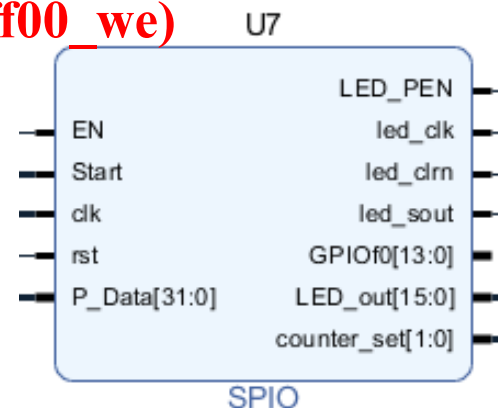 f00_we)
U7
LED_PEN
EN
led_clk
Start
led_clrn
clk
led_sout
rst
GPIOf0[13:0]
P_Data[31:0]
LED_out[15:0]
counter_set[1:0]
SPIO